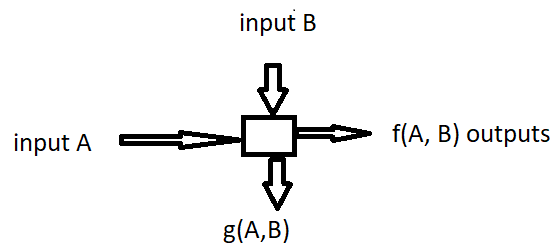 input B
input A
f(A, B) outputs
g(A,B)